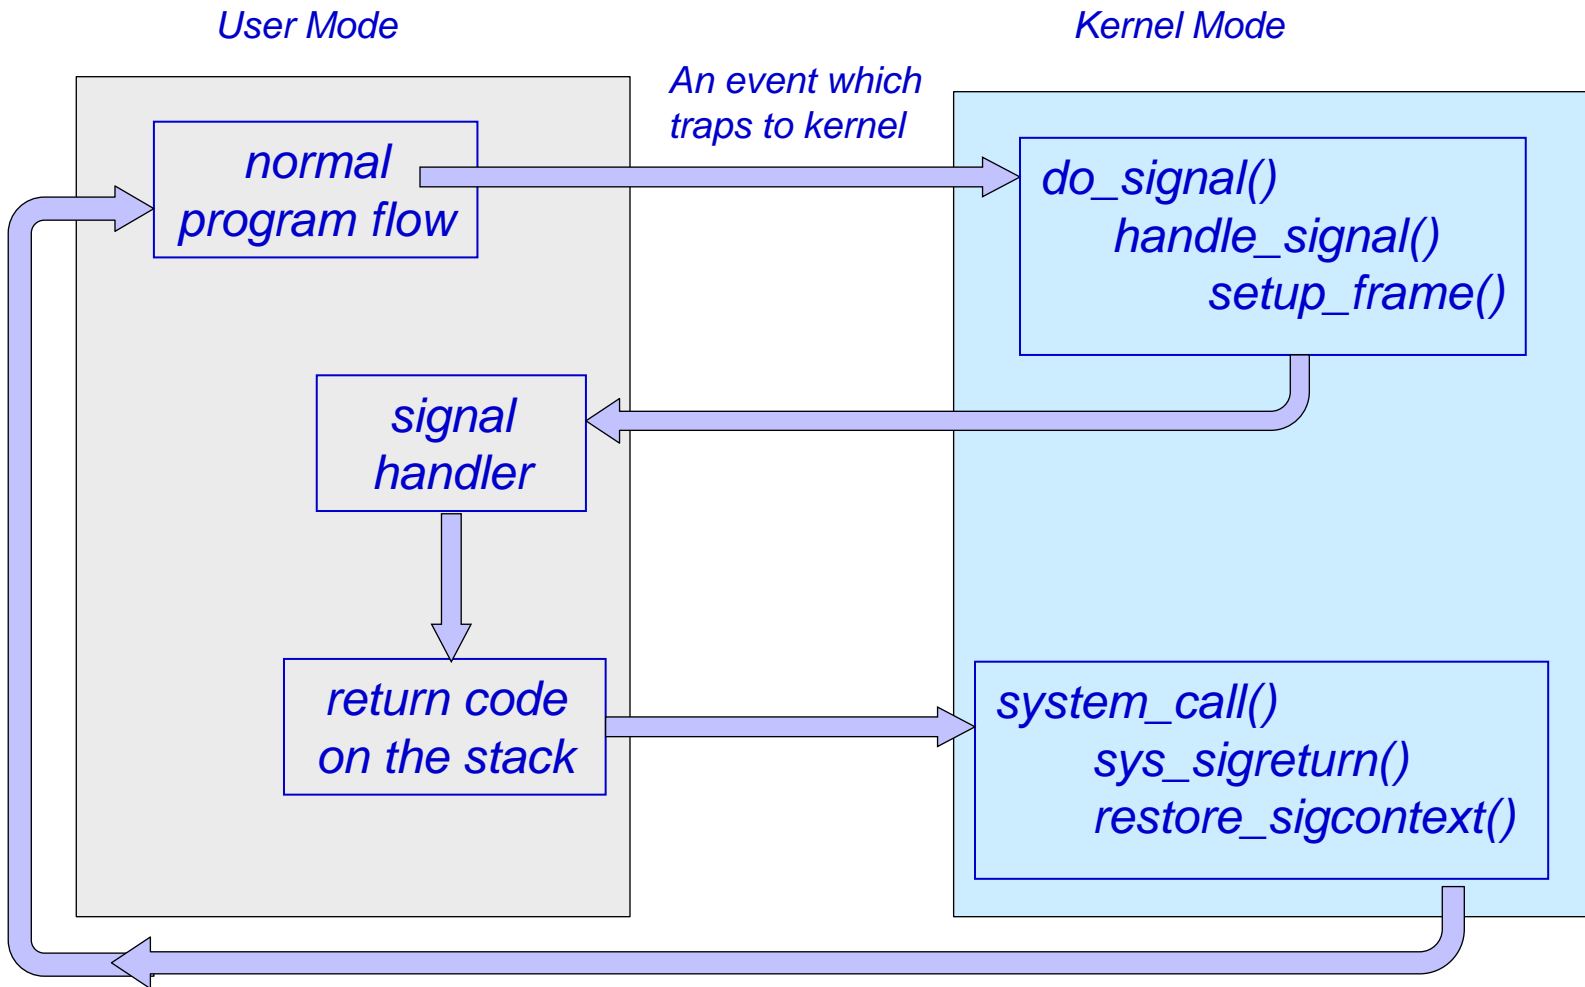 User Mode
Kernel Mode
An event which
traps to kernel
normal
program flow
do_signal()
handle_signal()
setup_frame()
signal
handler
return code
on the stack
system_call()
sys_sigreturn()
restore_sigcontext()